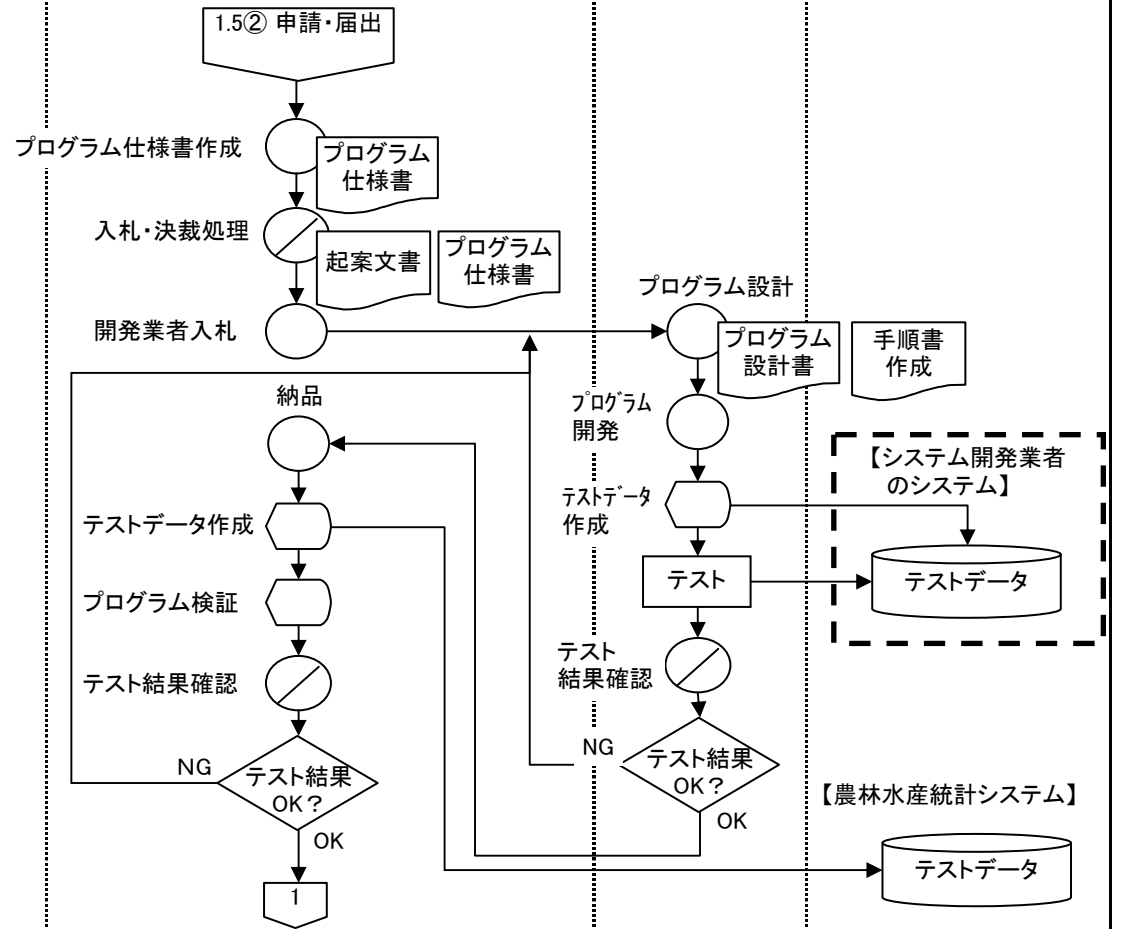 1.5② 申請・届出
プログラム仕様書作成
プログラム
仕様書
入札・決裁処理
起案文書
プログラム
仕様書
開発業者入札
プログラム設計
プログラム
設計書
手順書
作成
納品
ﾌﾟﾛｸﾞﾗﾑ
開発
【システム開発業者
のシステム】
テストデータ作成
ﾃｽﾄﾃﾞｰﾀ
作成
テスト
テストデータ
プログラム検証
テスト結果確認
テスト
結果確認
NG
テスト結果
OK？
OK
NG
テスト結果
OK？
OK
【農林水産統計システム】
テストデータ
1